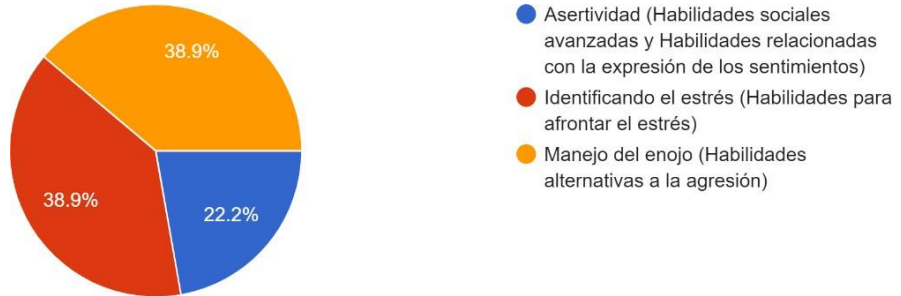 38.9%
38.9%
22.2%
Asertividad (Habilidades sociales
avanzadas y Habilidades relacionadas
con la expresión de los sentimientos)
Identificando el estrés (Habilidades para
afrontar el estrés)
Manejo del enojo (Habilidades
alternativas a la agresión)